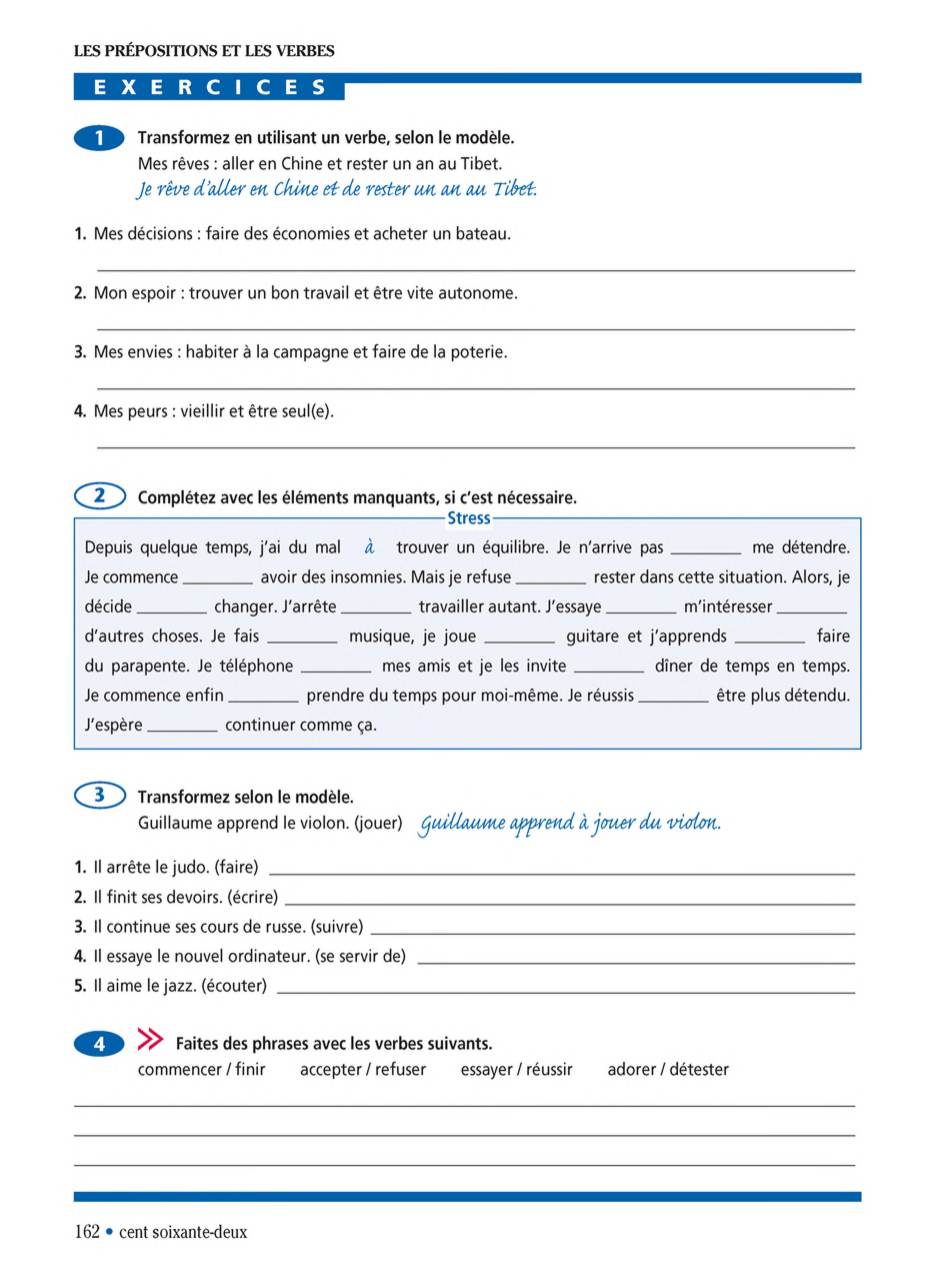 LES PRÉPOSITIONS ET LES VERBES
EXERCICES
1 Transformez en utilisant un verbe, selon le modèle.
Mes rêves : aller en Chine et rester un an au Tibet.
Je rêve d'aller en Chine et de rester un an au Tibet.
1. Mes décisions : faire des économies et acheter un bateau.
2. Mon espoir : trouver un bon travail et être vite autonome.
3. Mes envies : habiter à la campagne et faire de la poterie.
4. Mes peurs : vieillir et être seul(e).
2 Complétez avec les éléments manquants, si c'est nécessaire.
Stress
Depuis quelque temps, j'ai du mal à trouver un équilibre. Je n'arrive pas ________ me détendre.
Je commence ________ avoir des insomnies. Mais je refuse ________ rester dans cette situation. Alors, je
décide ________ changer. J'arrête ________ travailler autant. J'essaye ________ m'intéresser ________
d'autres choses. Je fais ________ musique, je joue ________ guitare et j'apprends ________ faire
du parapente. Je téléphone ________ mes amis et je les invite ________ dîner de temps en temps.
Je commence enfin ________ prendre du temps pour moi-même. Je réussis ________ être plus détendu.
J'espère ________ continuer comme ça.
3 Transformez selon le modèle.
Guillaume apprend le violon. (jouer) Guillaume apprend à jouer du violon.
1. Il arrête le judo. (faire)
2. Il finit ses devoirs. (écrire)
3. Il continue ses cours de russe. (suivre)
4. Il essaye le nouvel ordinateur. (se servir de)
5. Il aime le jazz. (écouter)
4 Faites des phrases avec les verbes suivants.
commencer / finir accepter / refuser essayer / réussir adorer / détester
162 • cent soixante-deux